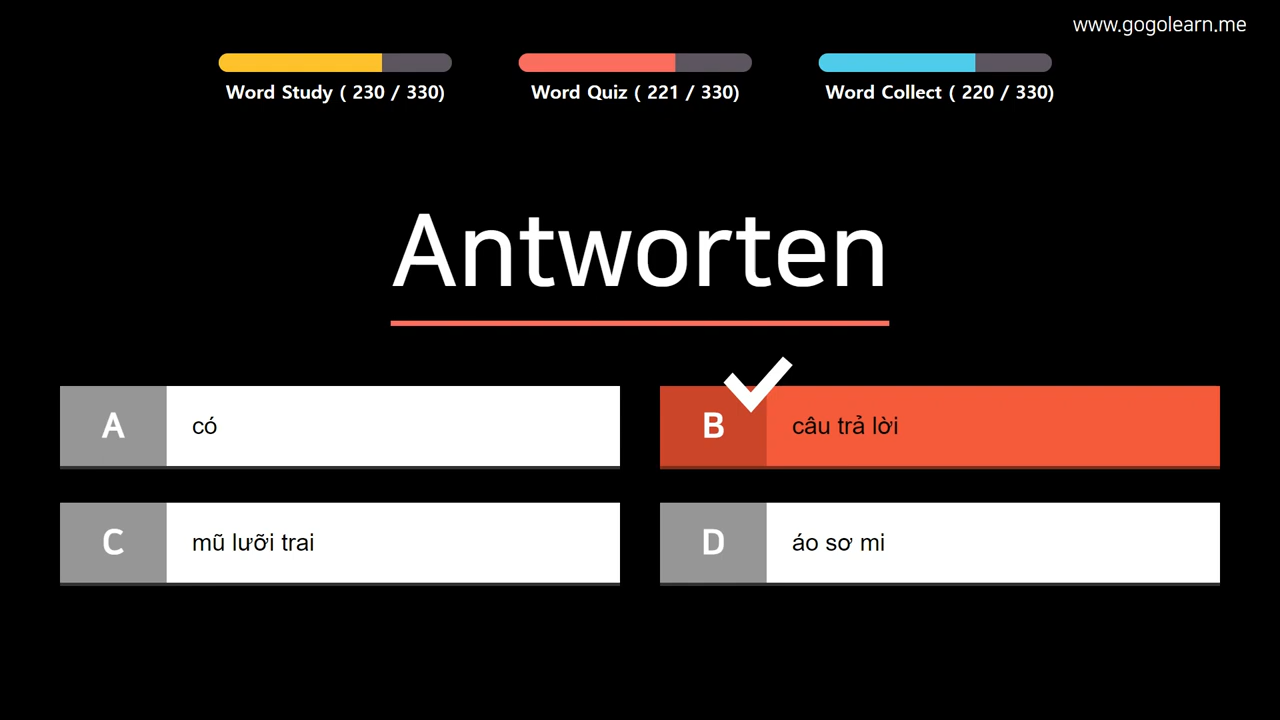 www.gogolearn.me
Word Study ( 230 / 330)
Word Quiz ( 221 / 330)
Word Collect ( 220 / 330)
Antworten
A
có
B
câu trả lời
C
mũ lưỡi trai
D
áo sơ mi